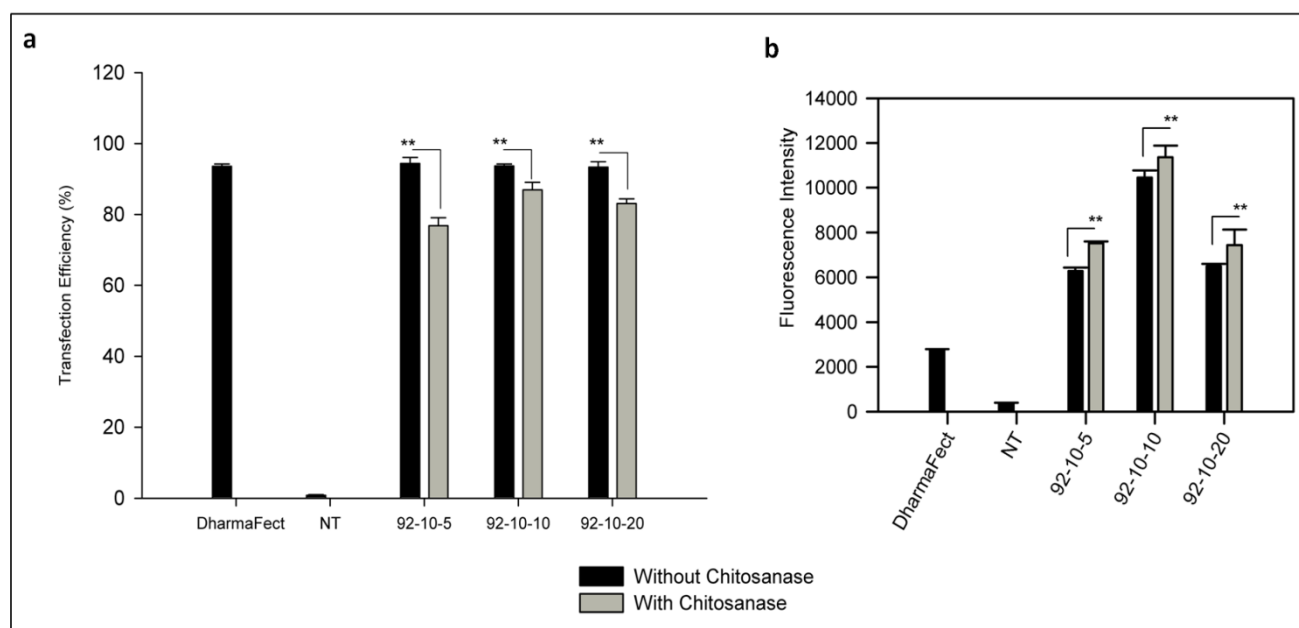 a
120
100
80
60
40
20
0
Transfection Efficiency (%)
**
**
**
DharmaFect NT 92-10-5 92-10-10 92-10-20
b
14000
12000
10000
8000
6000
4000
2000
0
Fluorescence Intensity
**
**
**
DharmaFect
NT
92-10-5
92-10-10
92-10-20
Without Chitosanase
With Chitosanase